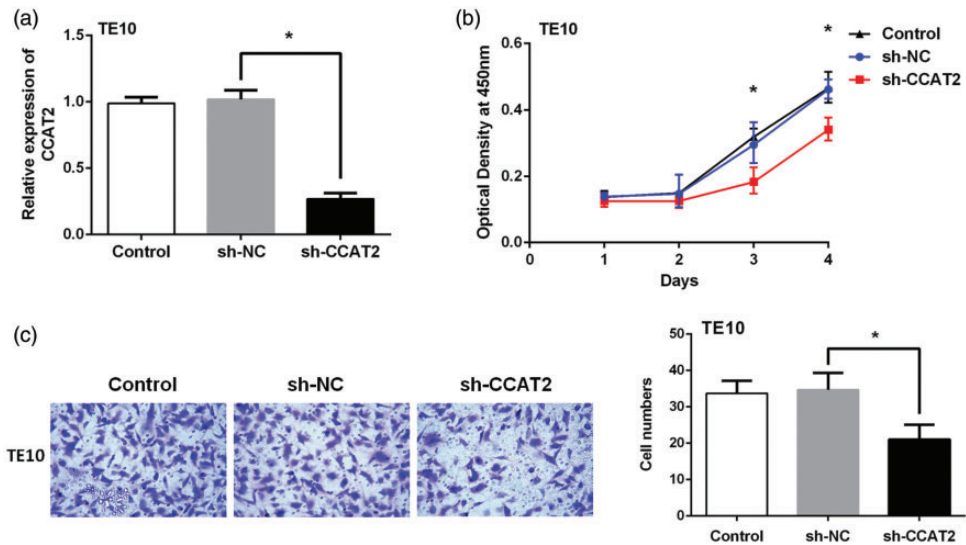 (a)
TE10
Relative expression of
CCAT2
1.5
1.0
0.5
0.0
*
Control
sh-NC
sh-CCAT2
(b)
TE10
Optical Density at 450nm
0.6
0.4
0.2
0.0
0
1
2
3
4
Days
*
*
Control
sh-NC
sh-CCAT2
(c)
Control
sh-NC
sh-CCAT2
TE10
TE10
Cell numbers
50
40
30
20
10
0
*
Control
sh-NC
sh-CCAT2